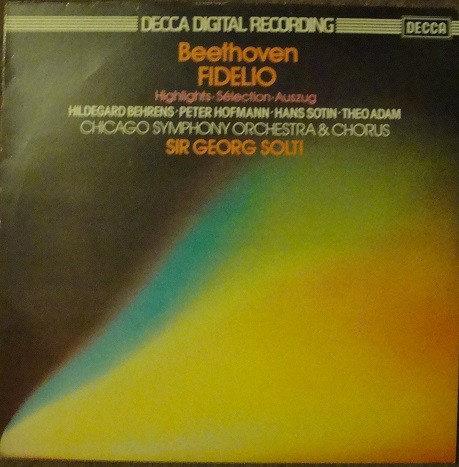 DECCA DIGITAL RECORDING
DECCA
Beethoven
FIDELIO
Highlights·Sélection·Auszug
HILDEGARD BEHRENS·PETER HOFMANN·HANS SOTIN·THEO ADAM
CHICAGO SYMPHONY ORCHESTRA & CHORUS
SIR GEORG SOLTI